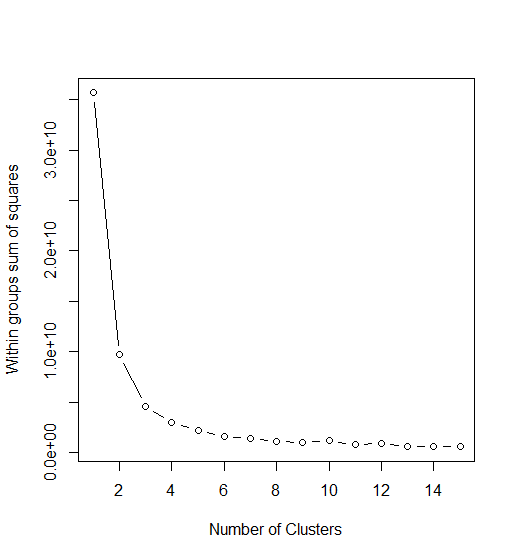 Within groups sum of squares
0.0e+00 1.0e+10 2.0e+10 3.0e+10
2 4 6 8 10 12 14
Number of Clusters